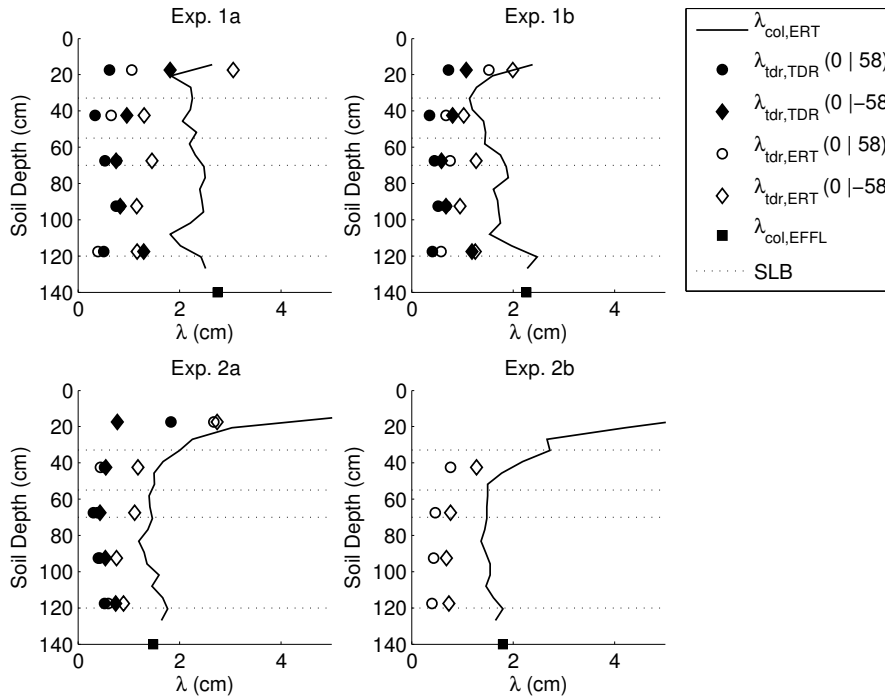 Exp. 1a
Exp. 1b
0
20
40
60
80
100
120
140
Soil Depth (cm)
0 2 4
λ (cm)
0
20
40
60
80
100
120
140
Soil Depth (cm)
0 2 4
λ (cm)
λcol,ERT
λtdr,TDR (0 | 58)
λtdr,TDR (0 |−58
λtdr,ERT (0 | 58)
λtdr,ERT (0 |−58
λcol,EFFL
SLB
Exp. 2a
Exp. 2b
0
20
40
60
80
100
120
140
Soil Depth (cm)
0 2 4
λ (cm)
0
20
40
60
80
100
120
140
Soil Depth (cm)
0 2 4
λ (cm)